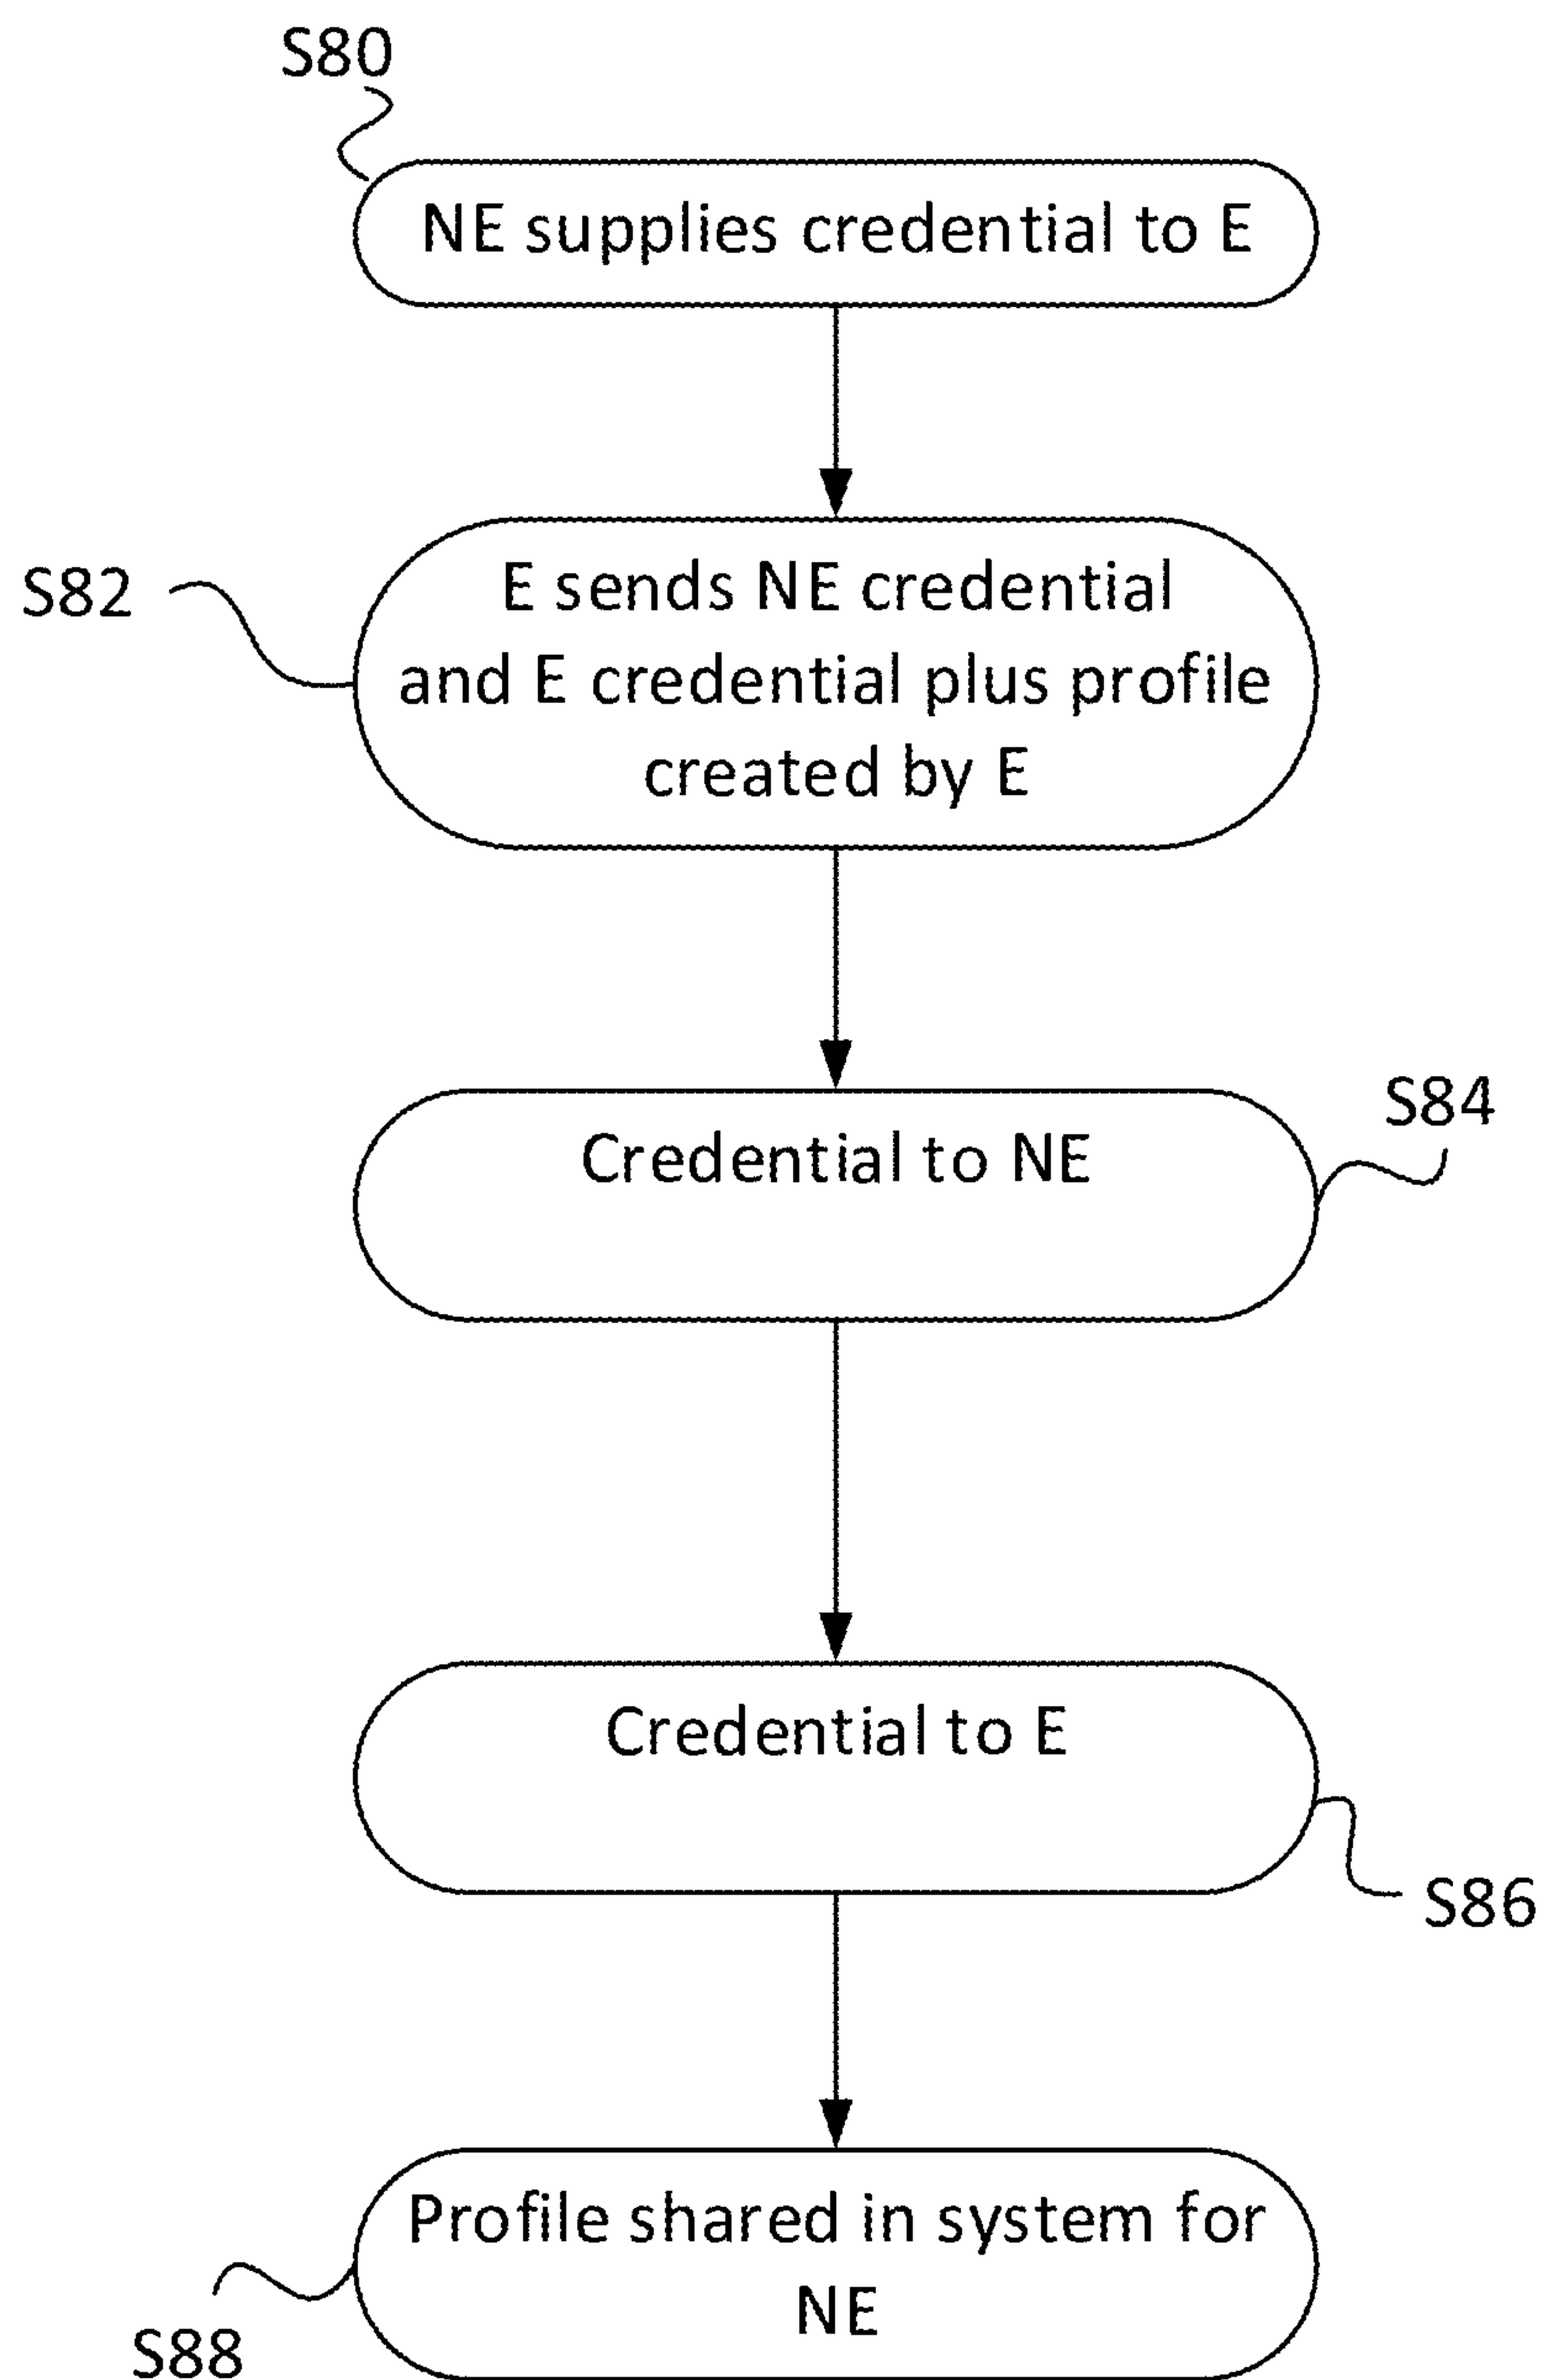 S80
NE supplies credential to E
S82
E sends NE credential
and E credential plus profile
created by E
S84
Credential to NE
Credential to E
S86
Profile shared in system for
NE
S88